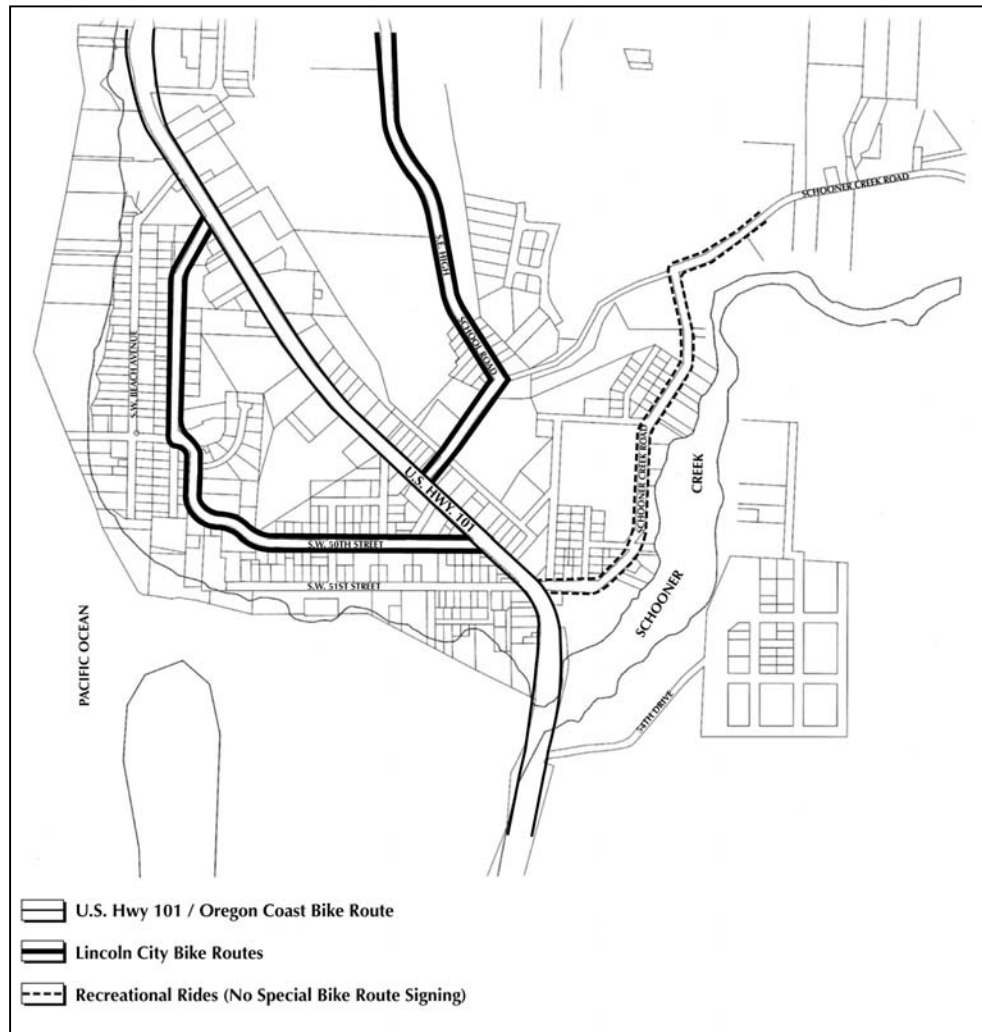 SCHOONER CREEK ROAD
S.E. HIGH
SCHOOL ROAD
S.W. BEACH AVENUE
U.S. HWY. 101
SCHOONER CREEK ROAD
CREEK
SCHOONER
S.W. 50TH STREET
S.W. 51ST STREET
PACIFIC OCEAN
54TH DRIVE
U.S. Hwy 101 / Oregon Coast Bike Route
Lincoln City Bike Routes
Recreational Rides (No Special Bike Route Signing)